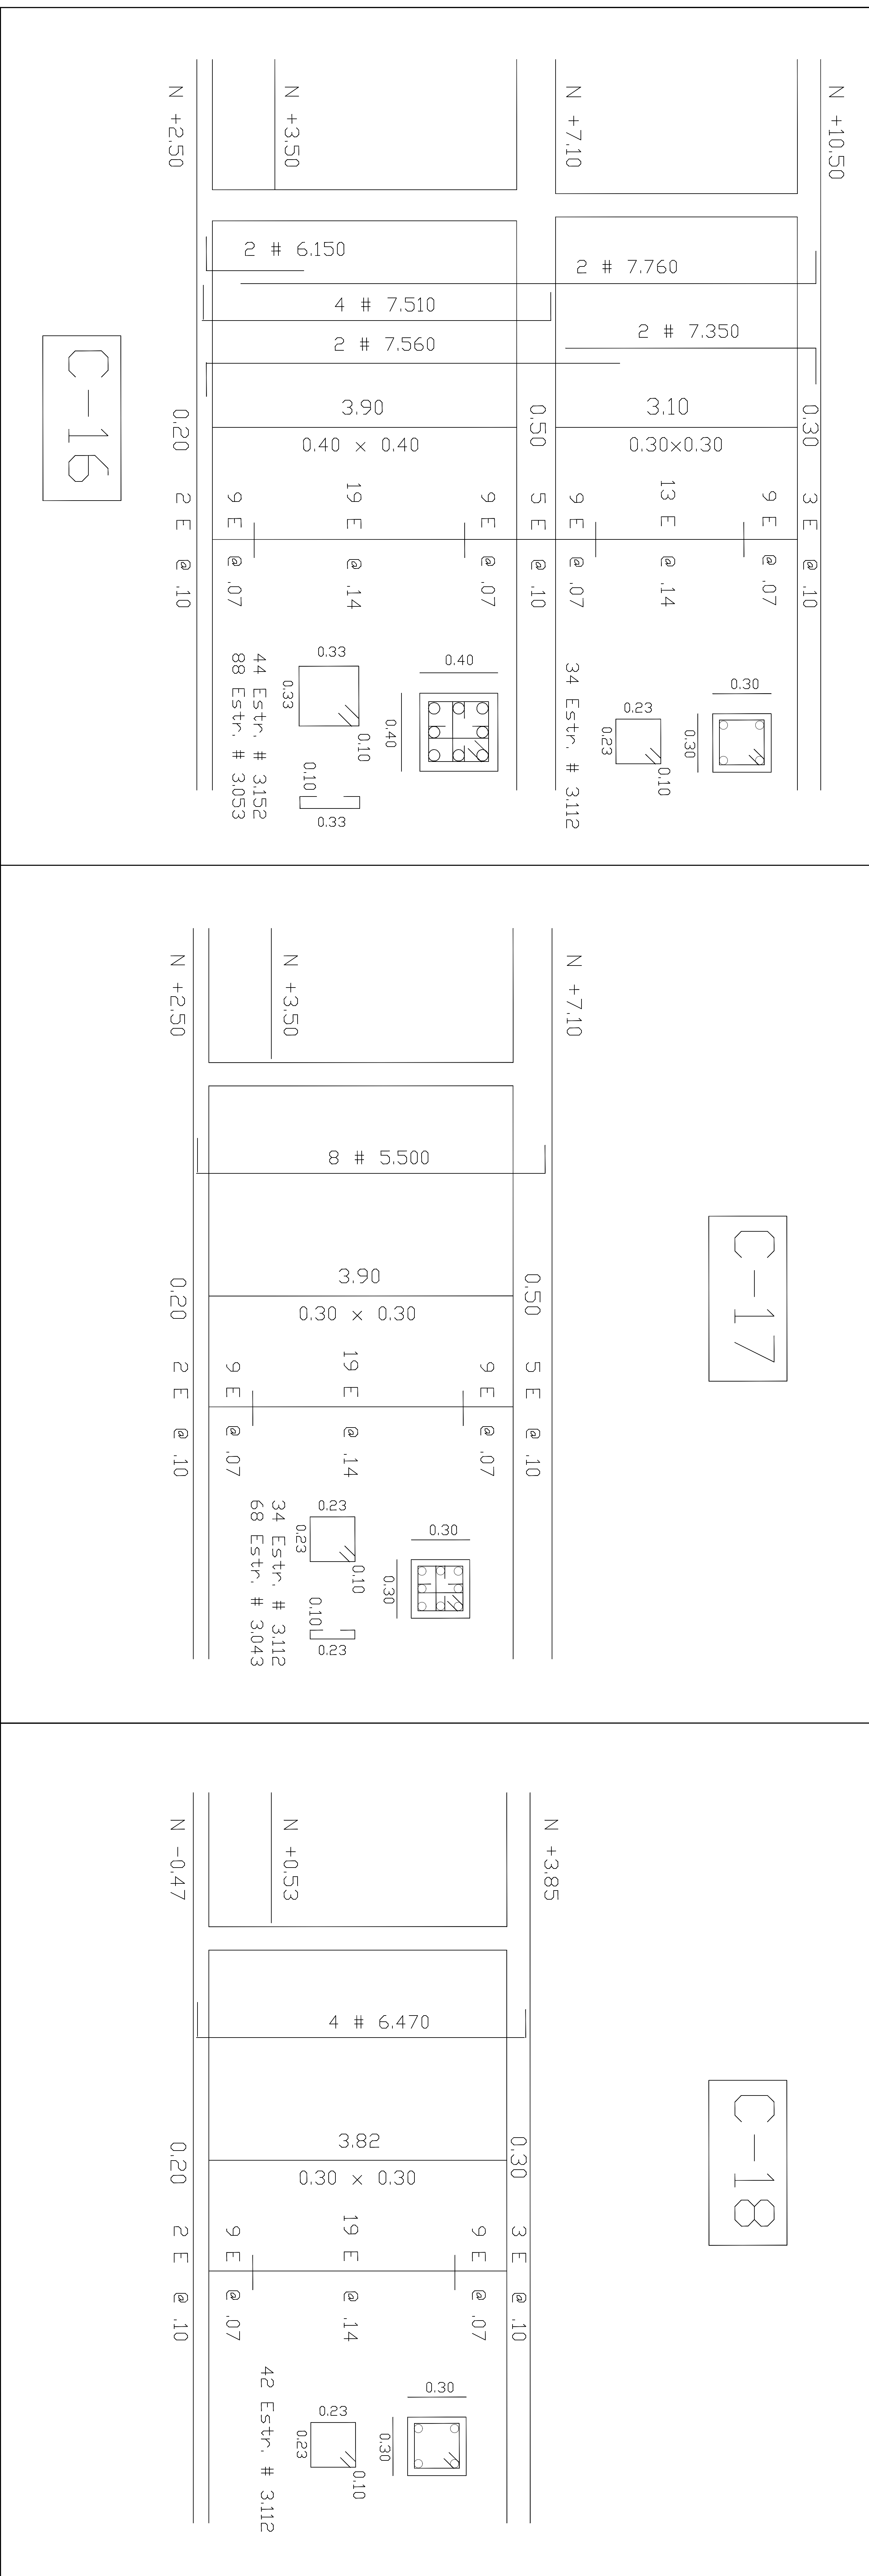 N +10.50
N +7.10
N +3.50
N +2.50
2 # 6.150
2 # 7.760
4 # 7.510
2 # 7.350
2 # 7.560
0.30
3.10
0.50
3.90
0.20
0.30x0.30
0.40 x 0.40
3 E @ .10
9 E @ .07
13 E @ .14
9 E @ .07
5 E @ .10
9 E @ .07
19 E @ .14
9 E @ .07
2 E @ .10
0.30
0.30
0.23
0.23
0.10
34 Estr. # 3.112
0.40
0.40
0.33
0.33
0.10
0.10
0.33
44 Estr. # 3.152
88 Estr. # 3.053
C-16
N +7.10
N +3.50
N +2.50
8 # 5.500
0.50
3.90
0.20
0.30 x 0.30
5 E @ .10
9 E @ .07
19 E @ .14
9 E @ .07
2 E @ .10
0.30
0.30
0.23
0.23
0.10
0.10
0.23
34 Estr. # 3.112
68 Estr. # 3.043
C-17
N +3.85
N +0.53
N -0.47
4 # 6.470
0.30
3.82
0.20
0.30 x 0.30
3 E @ .10
9 E @ .07
19 E @ .14
9 E @ .07
2 E @ .10
0.30
0.30
0.23
0.23
0.10
42 Estr. # 3.112
C-18